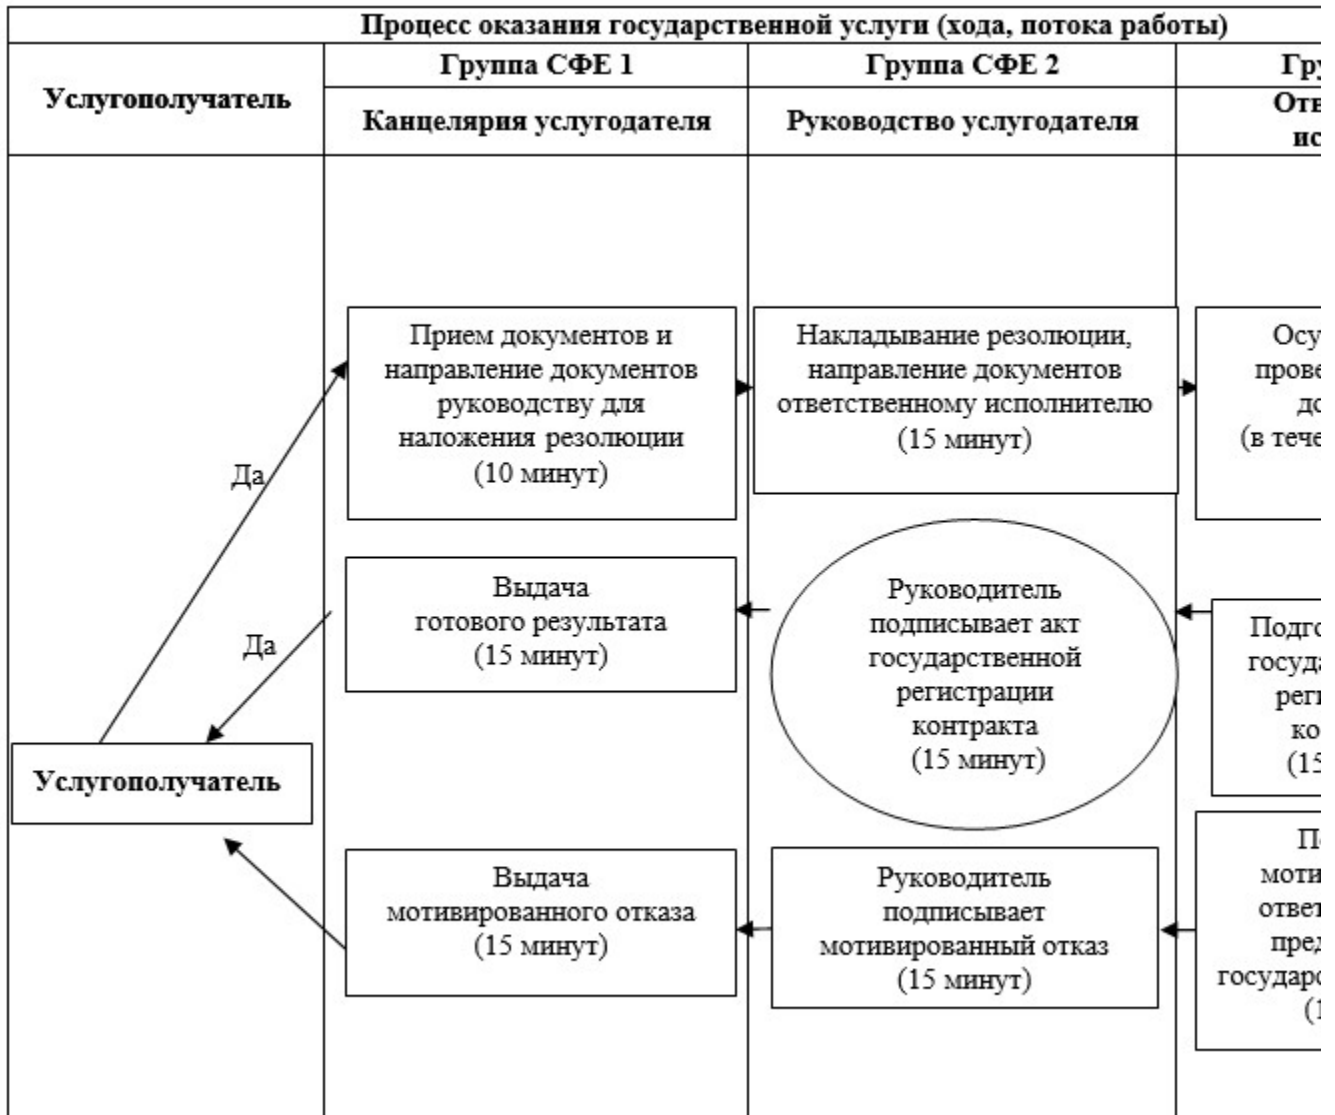 Процесс оказания государственной услуги (хода, потока работы)
Услугополучатель
Группа СФЕ 1
Группа СФЕ 2
Канцелярия услугодателя
Руководство услугодателя
Прием документов и
направление документов
руководству для
наложения резолюции
(10 минут)
Накладывание резолюции,
направление документов
ответственному исполнителю
(15 минут)
Да
Выдача
готового результата
(15 минут)
Руководитель
подписывает акт
государственной
регистрации
контракта
(15 минут)
Да
Услугополучатель
Выдача
мотивированного отказа
(15 минут)
Руководитель
подписывает
мотивированный отказ
(15 минут)
(в